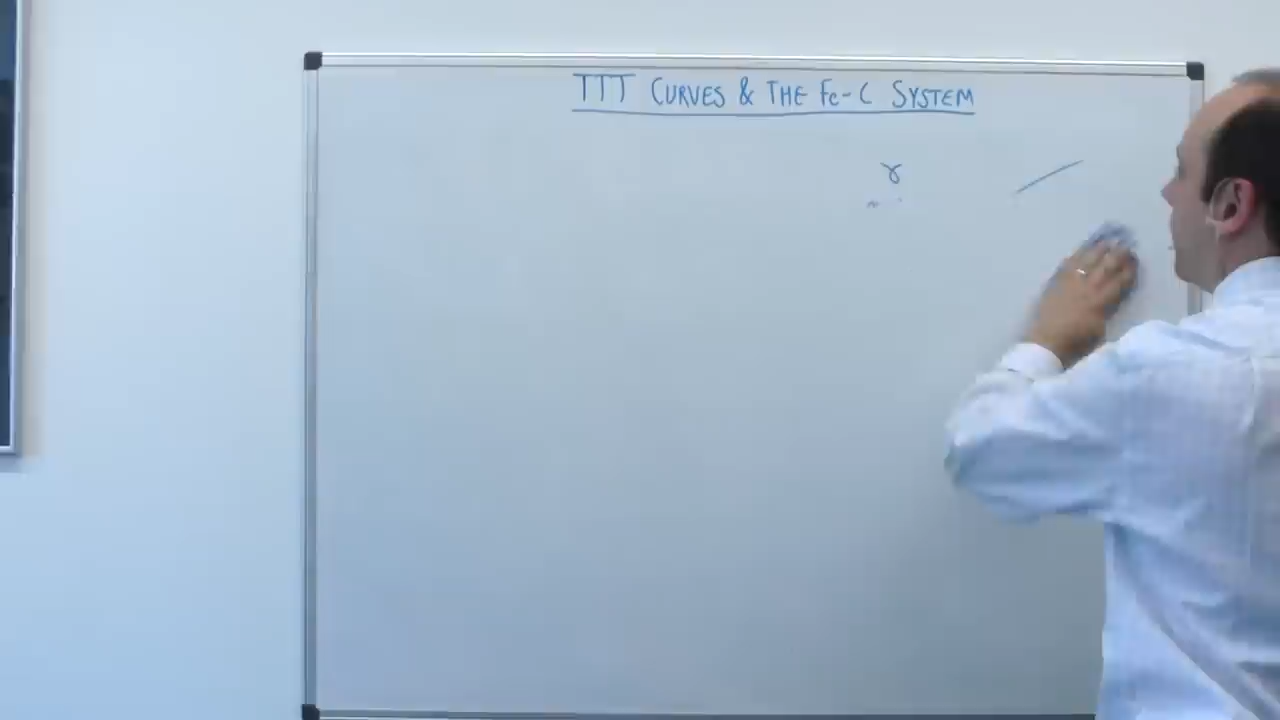 TTT CURVES & THE Fe-C SYSTEM
γ